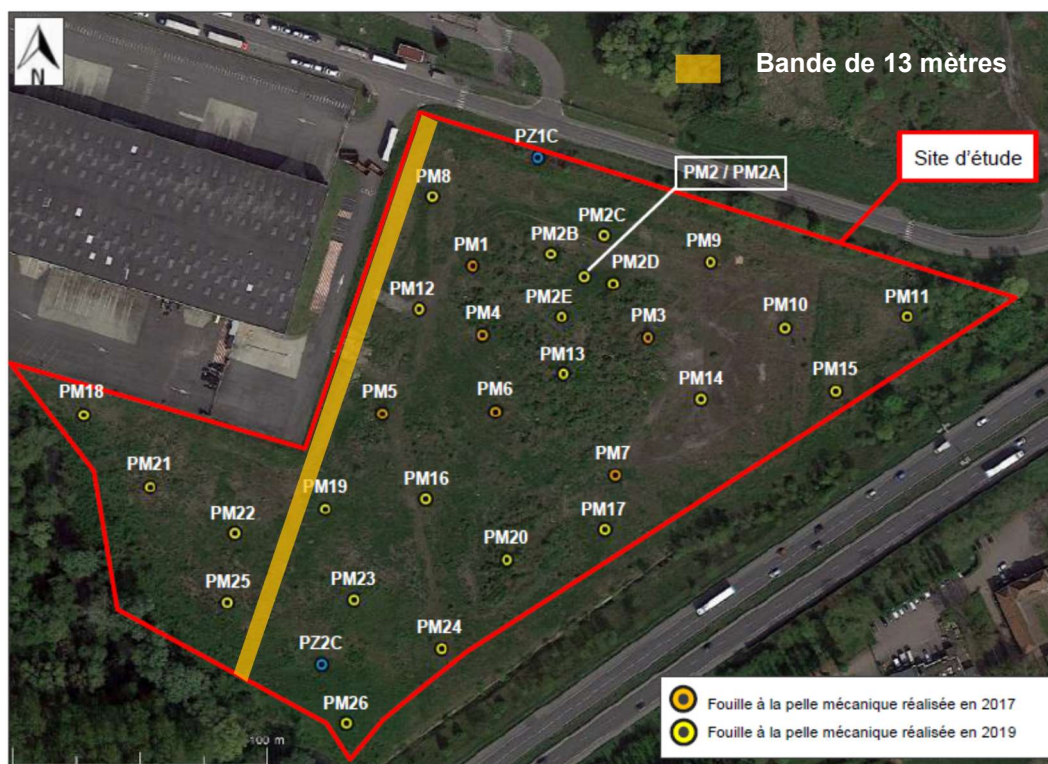 N
Bande de 13 mètres
Site d'étude
PZ1C
PM2 / PM2A
PM8
PM2C
PM1
PM2B
PM9
PM2D
PM12
PM2E
PM4
PM3
PM10
PM11
PM13
PM5
PM6
PM14
PM15
PM18
PM21
PM7
PM19
PM16
PM22
PM17
PM20
PM25
PM23
PM24
PZ2C
PM26
100 m
Fouille à la pelle mécanique réalisée en 2017
Fouille à la pelle mécanique réalisée en 2019